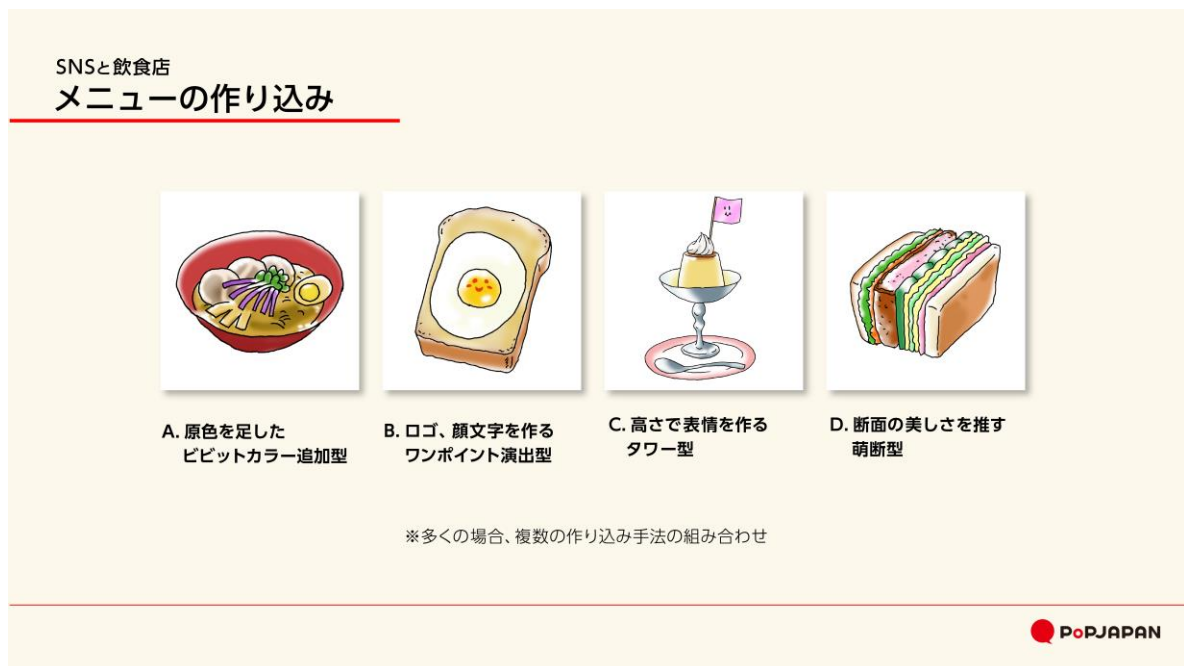 SNSと飲食店
メニューの作り込み
A. 原色を足した
ビビットカラー追加型
B. ロゴ、顔文字を作る
ワンポイント演出型
C. 高さで表情を作る
タワー型
D. 断面の美しさを推す
萌断型
※多くの場合、複数の作り込み手法の組み合わせ
PoPJAPAN